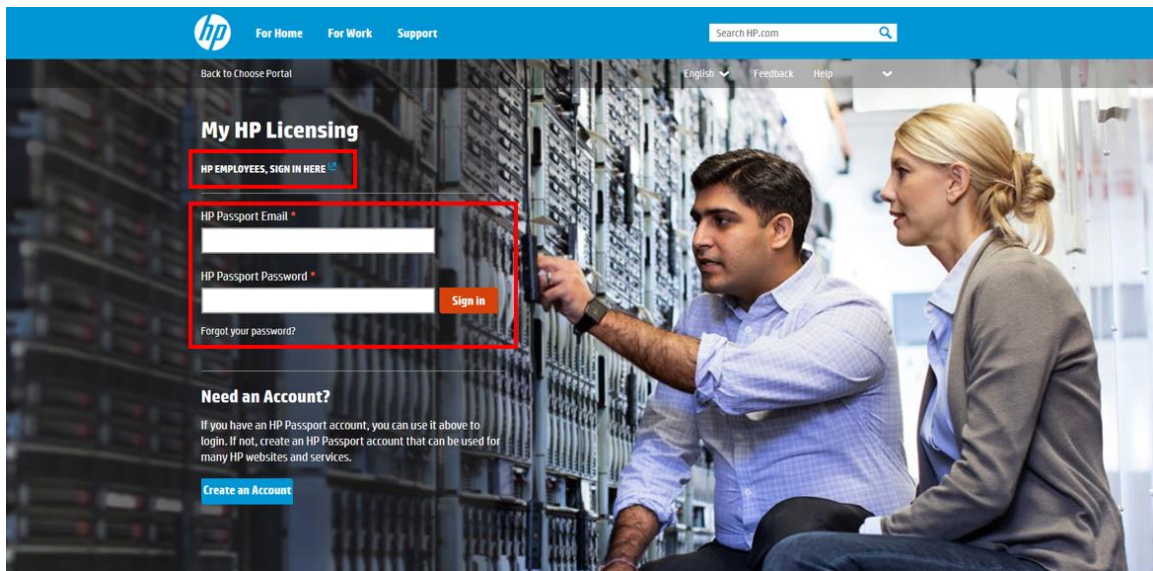 hp For Home For Work Support Search HP.com
Back to Choose Portal English Feedback Help
My HP Licensing
HP EMPLOYEES, SIGN IN HERE
HP Passport Email *
HP Passport Password *
Sign in
Forgot your password?
Need an Account?
If you have an HP Passport account, you can use it above to
login. If not, create an HP Passport account that can be used for
many HP websites and services.
Create an Account